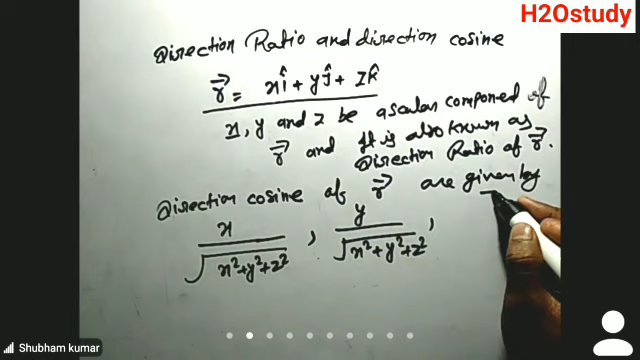 H2Ostudy
Direction Ratio and direction cosine
r⃗ = xî + yĵ + zk̂
x, y and z be a scalar componed of
r⃗ and It is also known as
Direction Ratio of r⃗.
Direction cosine of r⃗ are given by
x/√(x²+y²+z²) , y/√(x²+y²+z²) ,
Shubham kumar